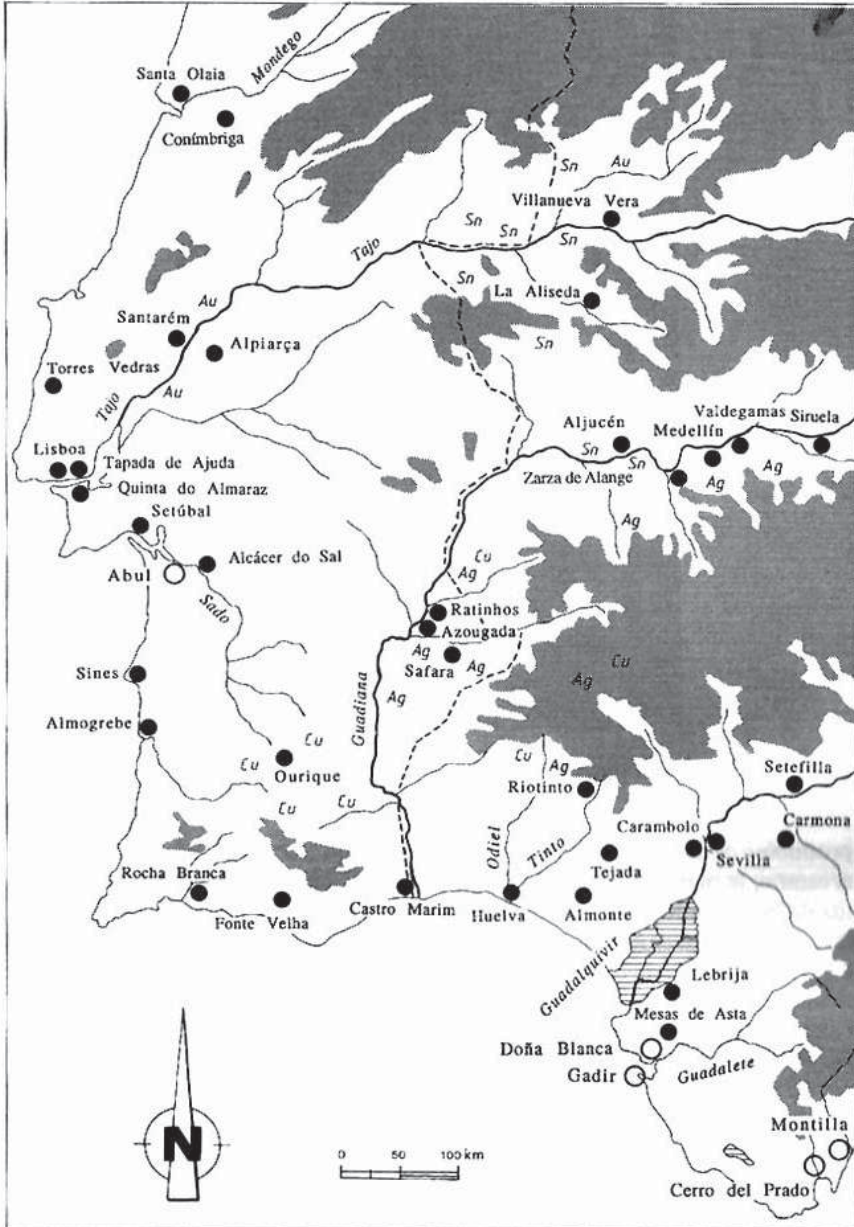 Mondego
Santa Olaia
Conímbriga
Sn
Au
Villanueva Vera
Sn
Sn
Sn
Tajo
Sn
La Aliseda
Au
Santarém
Alpiarça
Sn
Torres Vedras
Au
Tajo
Aljucén
Valdegamas
Siruela
Medellín
Lisboa
Tapada de Ajuda
Sn
Sn
Zarza de Alange
Ag
Ag
Quinta do Almaraz
Setúbal
Ag
Alcácer do Sal
Abul
Cu
Ag
Sado
Ratinhos
Azougada
Ag
Safara
Ag
Cu
Ag
Sines
Ag
Guadiana
Almogrebe
Cu
Ourique
Cu
Cu
Cu
Cu
Ag
Riotinto
Setefilla
Carambolo
Carmona
Odiel
Tinto
Sevilla
Tejada
Rocha Branca
Fonte Velha
Castro Marim
Huelva
Almonte
Guadalquivir
Lebrija
Mesas de Asta
Doña Blanca
Gadir
Guadalete
Montilla
N
0 50 100 km
Cerro del Prado